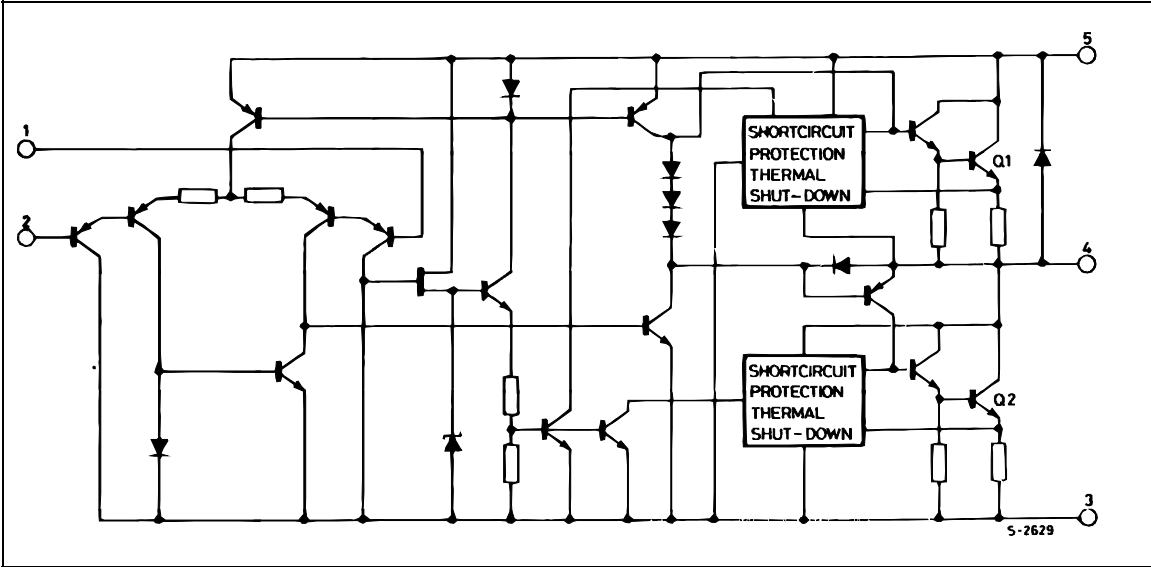 5
1
SHORTCIRCUIT
PROTECTION
THERMAL
SHUT-DOWN
Q1
2
4
SHORTCIRCUIT
PROTECTION
THERMAL
SHUT-DOWN
Q2
3
S-2629